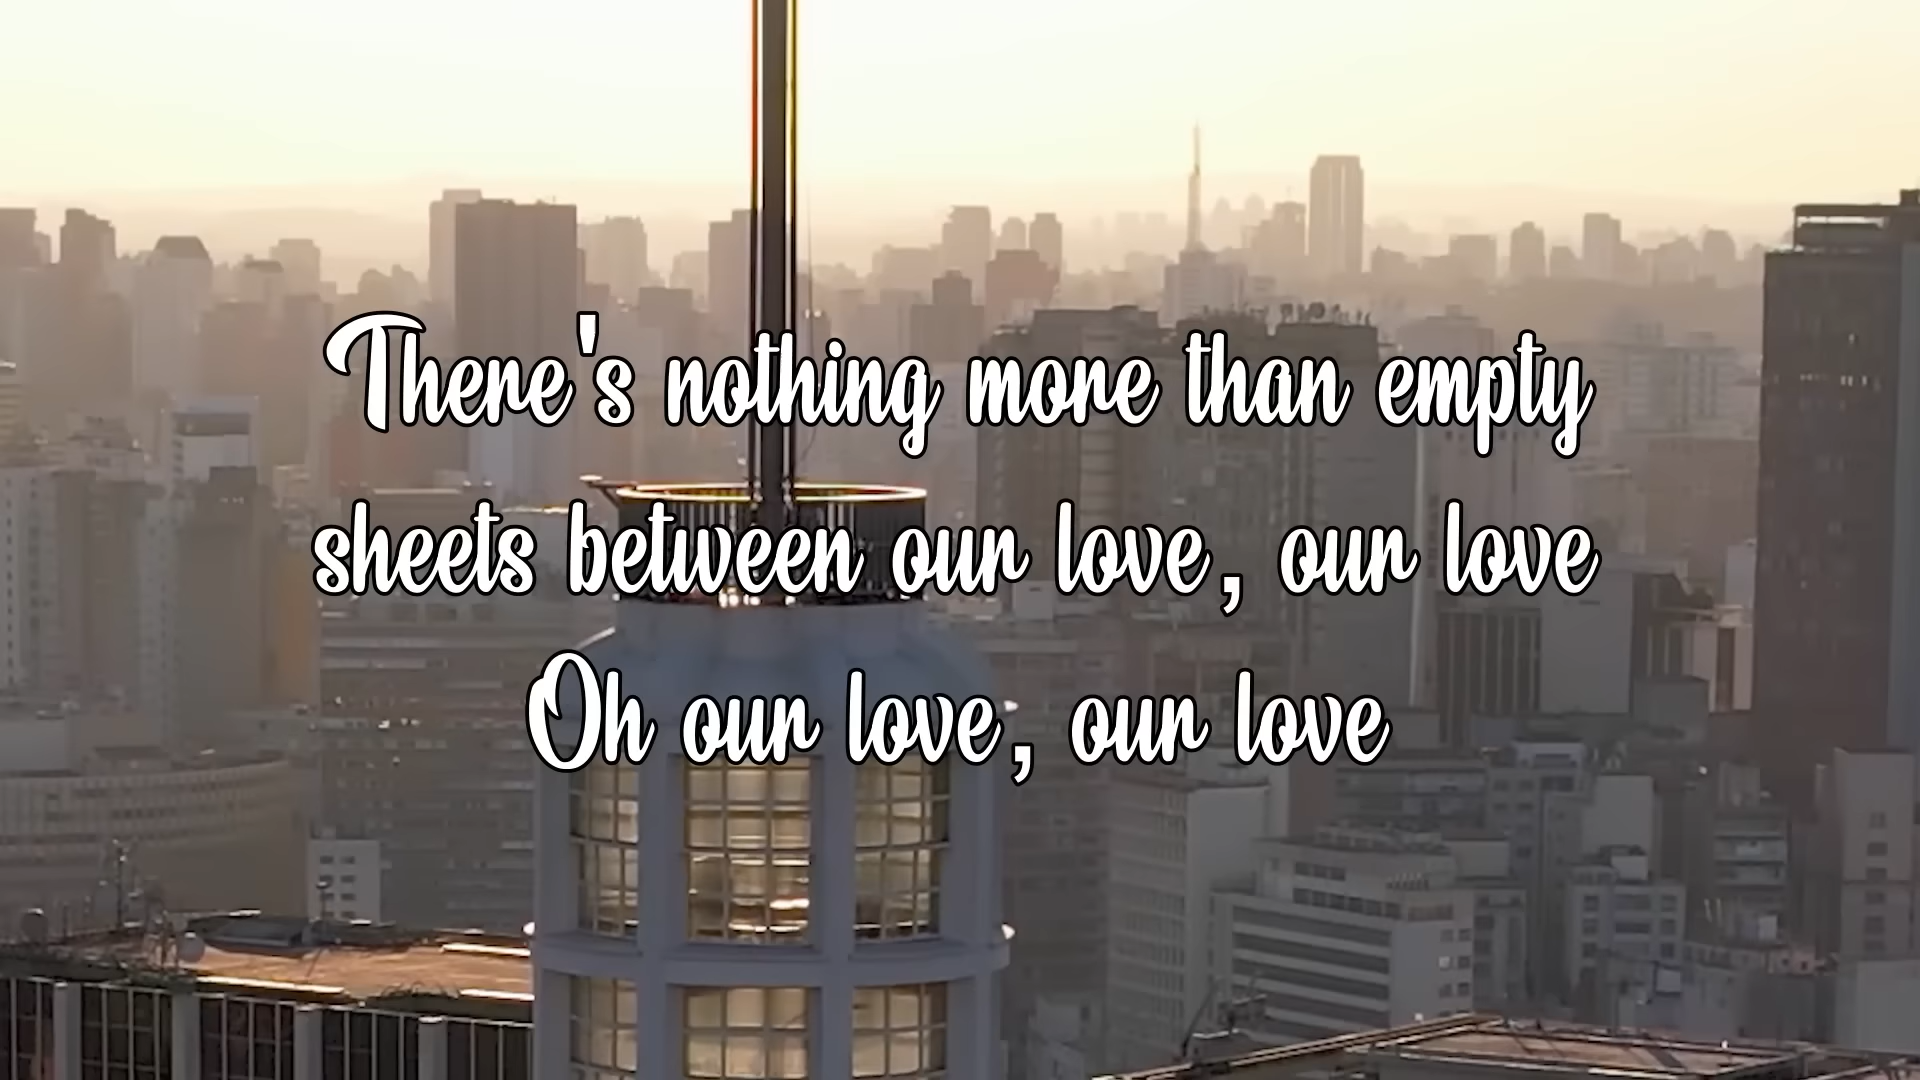 There's nothing more than empty
sheets between our love, our love
Oh our love, our love